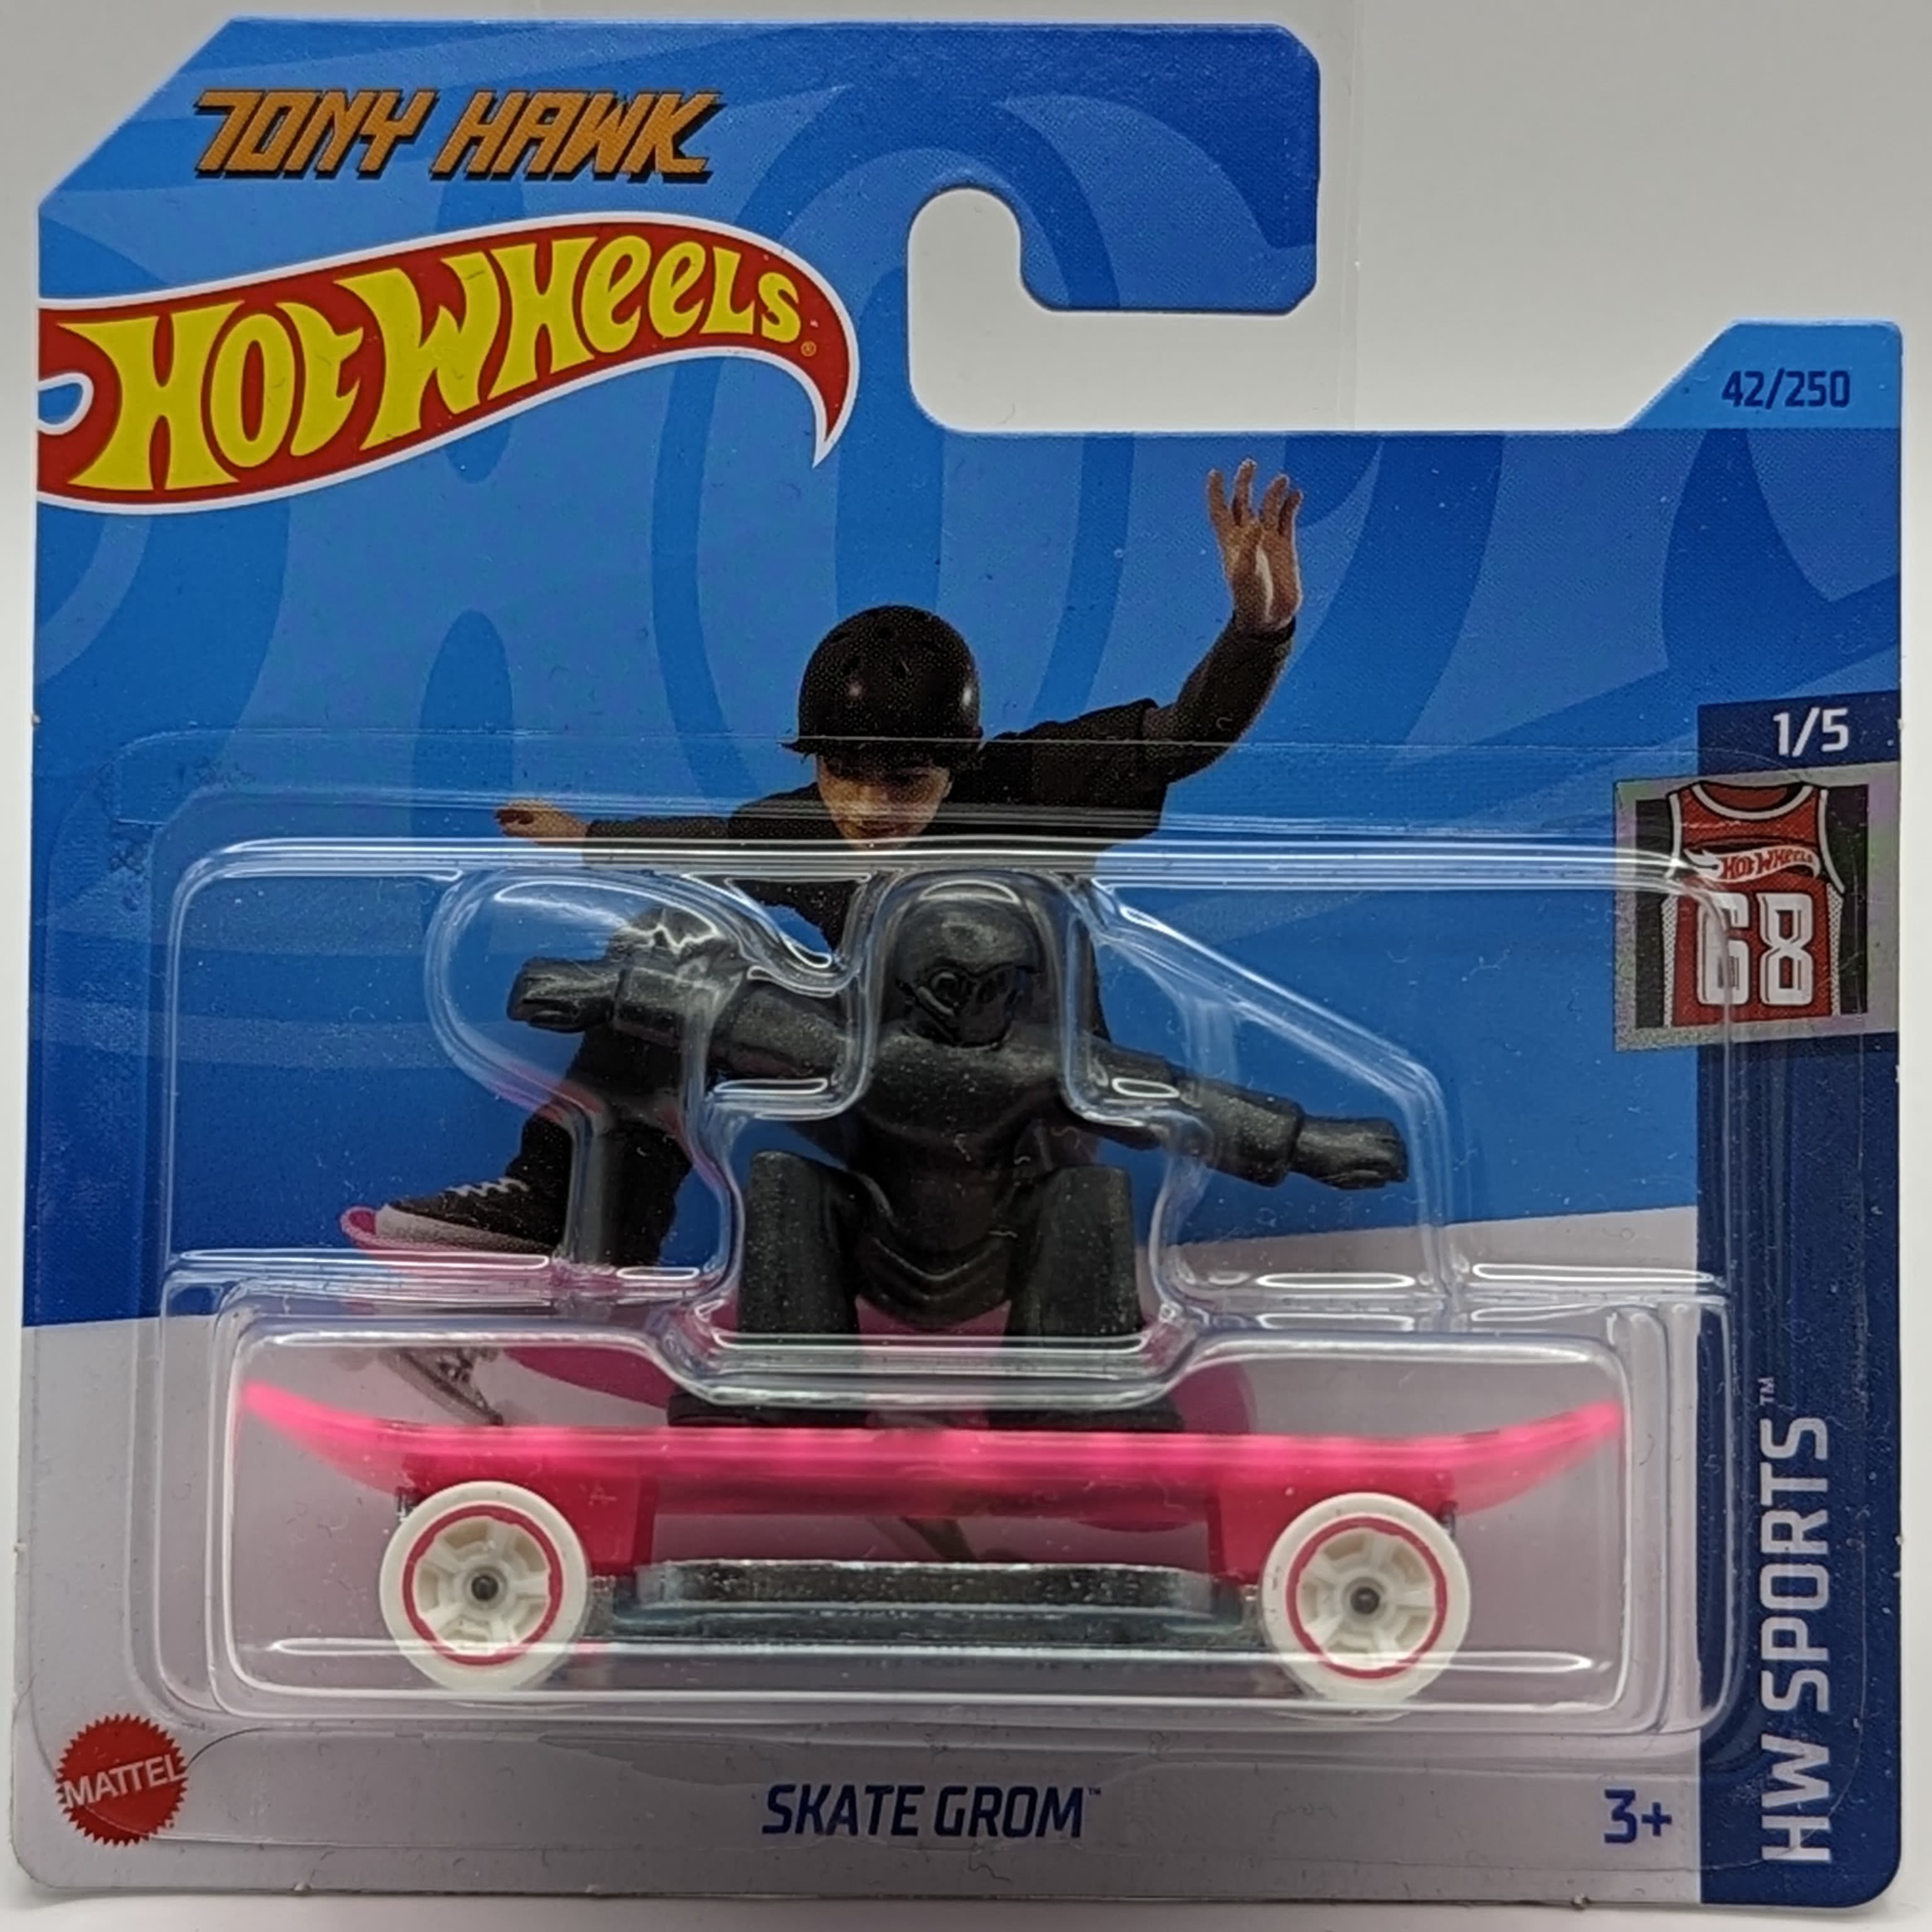 TONY HAWK
Hot Wheels®
42/250
1/5
Hot Wheels
68
HW SPORTS™
MATTEL
SKATE GROM™
3+